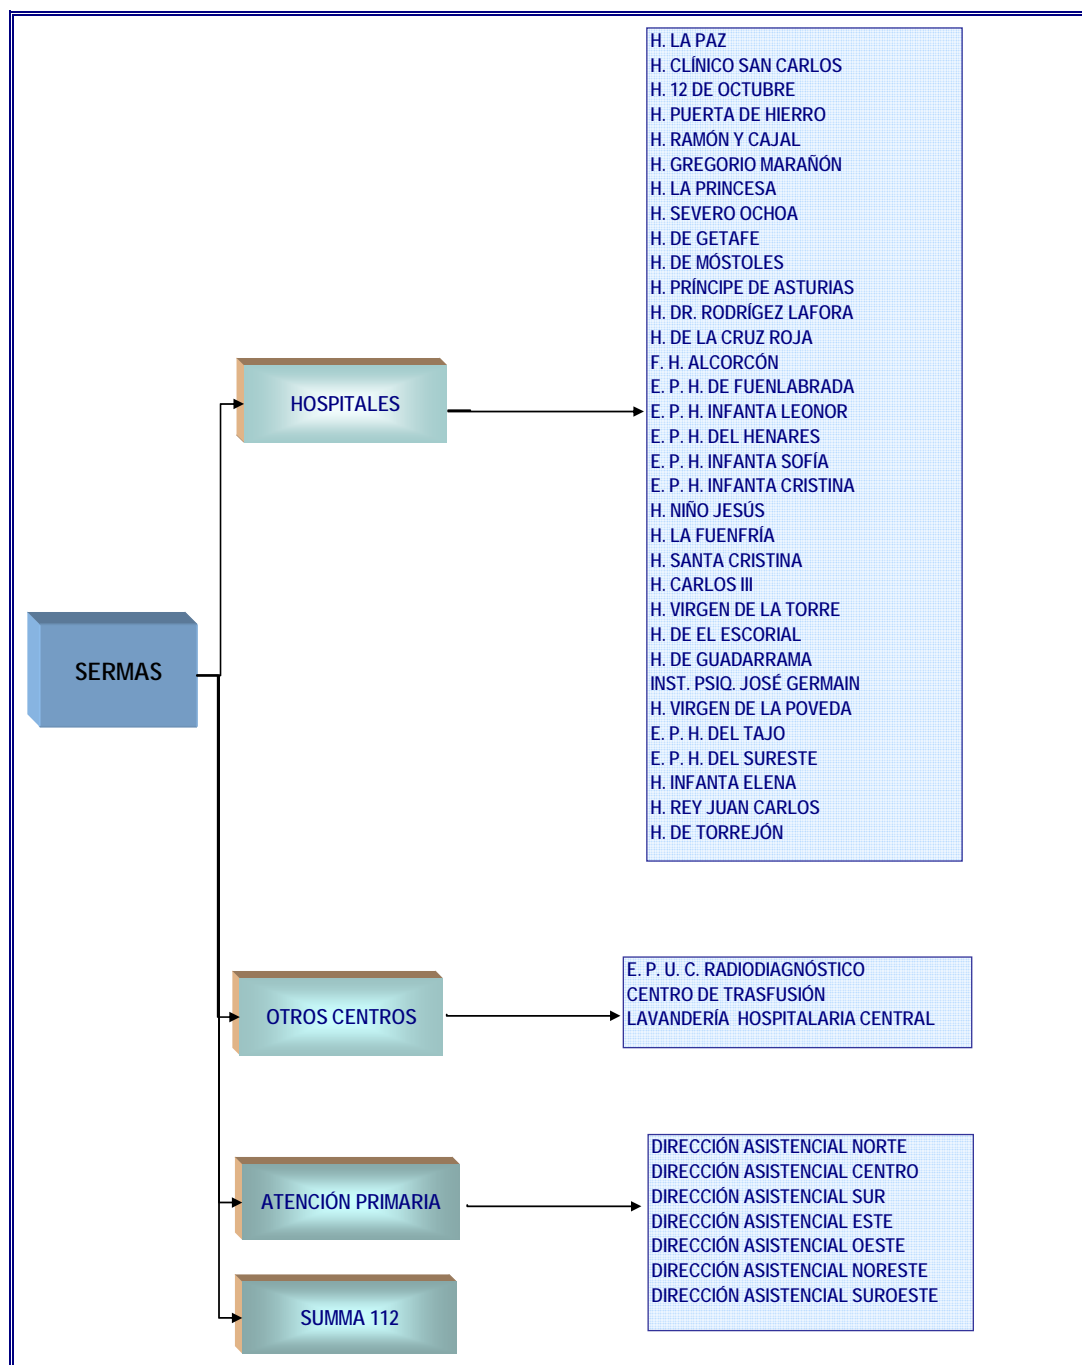 H. LA PAZ
H. CLÍNICO SAN CARLOS
H. 12 DE OCTUBRE
H. PUERTA DE HIERRO
H. RAMÓN Y CAJAL
H. GREGORIO MARAÑÓN
H. LA PRINCESA
H. SEVERO OCHOA
H. DE GETAFE
H. DE MÓSTOLES
H. PRÍNCIPE DE ASTURIAS
H. DR. RODRÍGEZ LAFORA
H. DE LA CRUZ ROJA
F. H. ALCORCÓN
E. P. H. DE FUENLABRADA
E. P. H. INFANTA LEONOR
E. P. H. DEL HENARES
E. P. H. INFANTA SOFÍA
E. P. H. INFANTA CRISTINA
H. NIÑO JESÚS
H. LA FUENFRÍA
H. SANTA CRISTINA
H. CARLOS III
H. VIRGEN DE LA TORRE
H. DE EL ESCORIAL
H. DE GUADARRAMA
INST. PSIQ. JOSÉ GERMAIN
H. VIRGEN DE LA POVEDA
E. P. H. DEL TAJO
E. P. H. DEL SURESTE
H. INFANTA ELENA
H. REY JUAN CARLOS
H. DE TORREJÓN
HOSPITALES
SERMAS
OTROS CENTROS
E. P. U. C. RADIODIAGNÓSTICO
CENTRO DE TRASFUSIÓN
LAVANDERÍA HOSPITALARIA CENTRAL
ATENCIÓN PRIMARIA
DIRECCIÓN ASISTENCIAL NORTE
DIRECCIÓN ASISTENCIAL CENTRO
DIRECCIÓN ASISTENCIAL SUR
DIRECCIÓN ASISTENCIAL ESTE
DIRECCIÓN ASISTENCIAL OESTE
DIRECCIÓN ASISTENCIAL NORESTE
DIRECCIÓN ASISTENCIAL SUROESTE
SUMMA 112